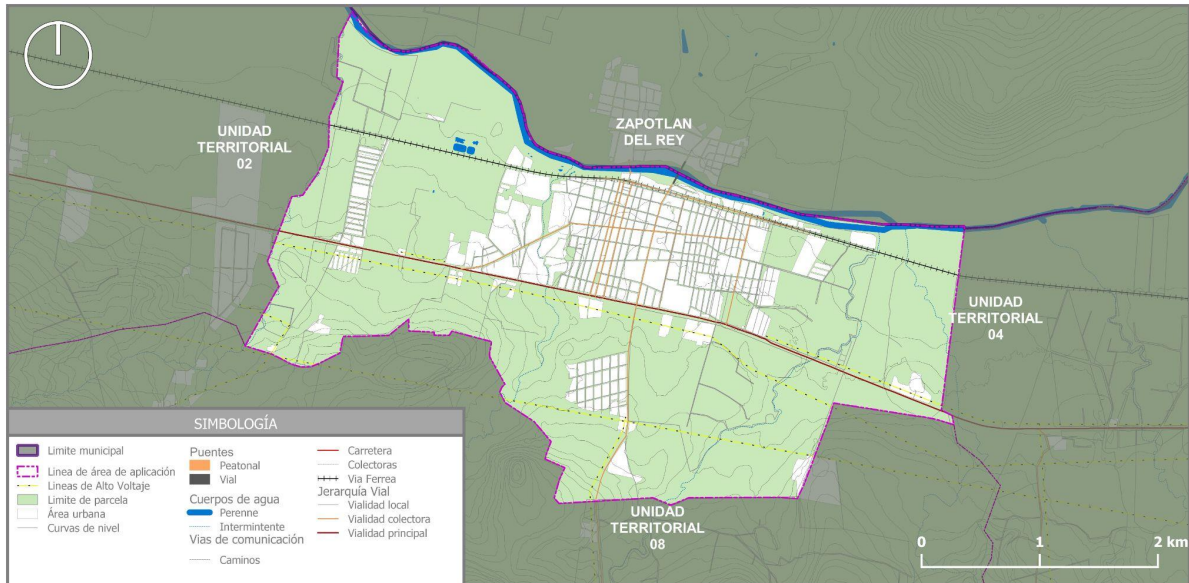 ZAPOTLAN
DEL REY
UNIDAD
TERRITORIAL
02
UNIDAD
TERRITORIAL
04
UNIDAD
TERRITORIAL
08
SIMBOLOGÍA
Limite municipal
Linea de área de aplicación
Lineas de Alto Voltaje
Limite de parcela
Área urbana
Curvas de nivel
Puentes
Peatonal
Vial
Cuerpos de agua
Perenne
Intermintente
Vias de comunicación
Caminos
Carretera
Colectoras
Via Ferrea
Jerarquía Vial
Vialidad local
Vialidad colectora
Vialidad principal
0 1 2 km